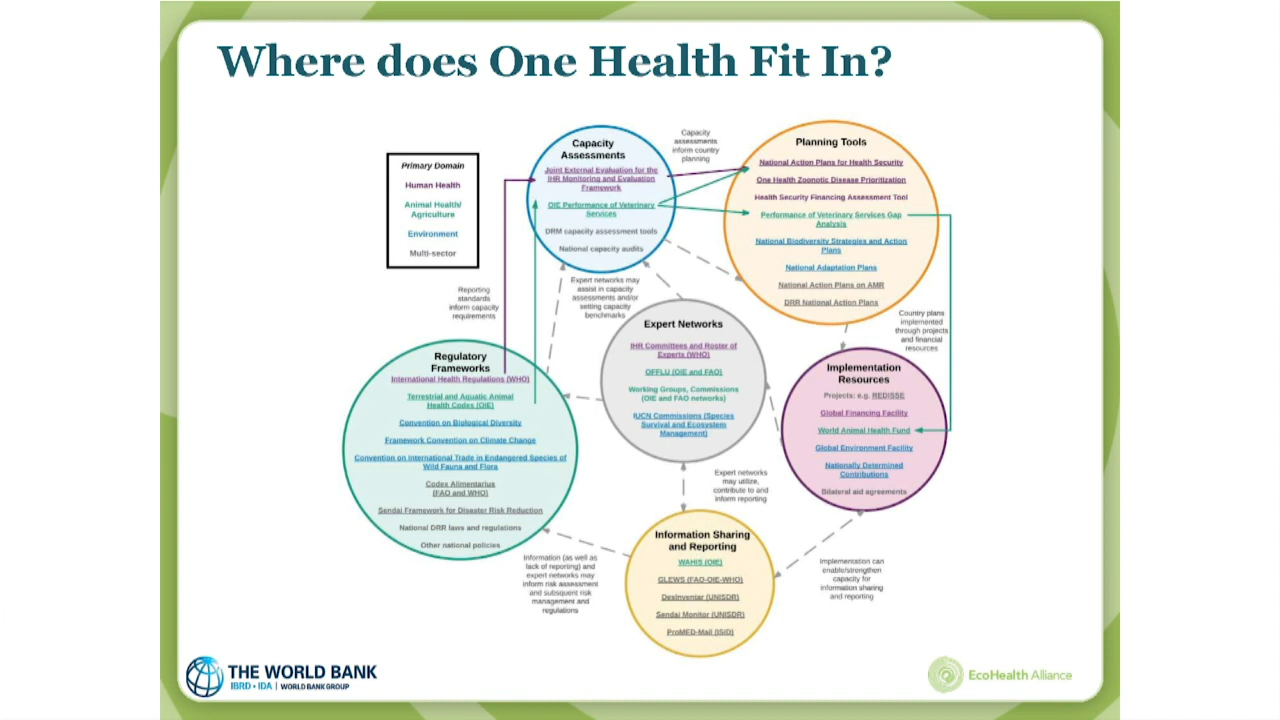 Where does One Health Fit In?
Primary Domain
Human Health
Animal Health/
Agriculture
Environment
Multi-sector
Capacity
Assessments
Joint External Evaluation for the
IHR Monitoring and Evaluation
Framework
OIE Performance of Veterinary
Services
DRM capacity assessment tools
National capacity audits
Capacity
assessments
inform country
planning
Planning Tools
National Action Plans for Health Security
One Health Zoonotic Disease Prioritization
Health Security Financing Assessment Tool
Performance of Veterinary Services Gap
Analysis
National Biodiversity Strategies and Action
Plans
National Adaptation Plans
National Action Plans on AMR
DRR National Action Plans
Reporting
standards
inform capacity
requirements
Expert networks may
assist in capacity
assessments and/or
setting capacity
benchmarks
Country plans
implemented
through projects
and financial
resources
Expert Networks
IHR Committees and Roster of
Experts (WHO)
OFFLU (OIE and FAO)
Working Groups, Commissions
(OIE and FAO networks)
IUCN Commissions (Species
Survival and Ecosystem
Management)
Regulatory
Frameworks
International Health Regulations (WHO)
Terrestrial and Aquatic Animal
Health Codes (OIE)
Convention on Biological Diversity
Framework Convention on Climate Change
Convention on International Trade in Endangered Species of
Wild Fauna and Flora
Codex Alimentarius
(FAO and WHO)
Sendai Framework for Disaster Risk Reduction
National DRR laws and regulations
Other national policies
Implementation
Resources
Projects: e.g. REDISSE
Global Financing Facility
World Animal Health Fund
Global Environment Facility
Nationally Determined
Contributions
Bilateral aid agreements
Expert networks
may utilize,
contribute to and
inform reporting
Information Sharing
and Reporting
WAHIS (OIE)
GLEWS (FAO-OIE-WHO)
DesInventar (UNISDR)
Sendai Monitor (UNISDR)
ProMED-Mail (ISID)
Information (as well as
lack of reporting) and
expert networks may
inform risk assessment
and subsquent risk
management and
regulations
Implementation can
enable/strengthen
capacity for
information sharing
and reporting
THE WORLD BANK
IBRD • IDA | WORLD BANK GROUP
EcoHealth Alliance